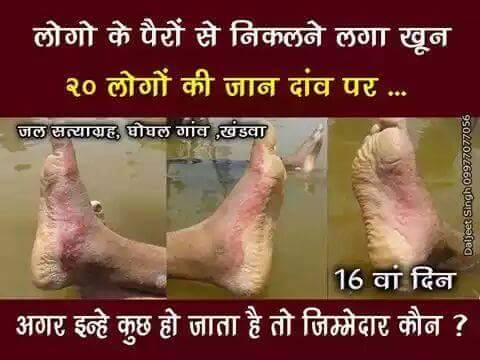 लोगो के पैरों से निकलने लगा खून
२० लोगों की जान दांव पर ...
जल सत्याग्रह, घोघल गांव ,खंडवा
Daljeet Singh 09977077056
16 वां दिन
अगर इन्हे कुछ हो जाता है तो जिम्मेदार कौन ?